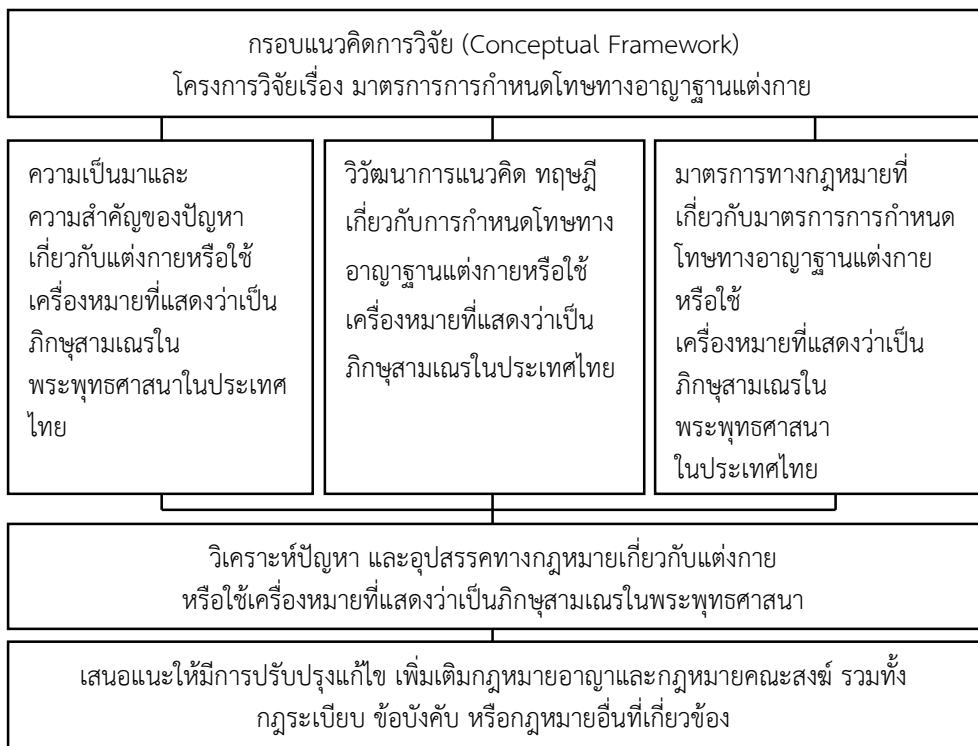 กรอบแนวคิดการวิจัย (Conceptual Framework)
โครงการวิจัยเรื่อง มาตรการการกำหนดโทษทางอาญาฐานแต่งกาย
ความเป็นมาและ
ความสำคัญของปัญหา
เกี่ยวกับแต่งกายหรือใช้
เครื่องหมายที่แสดงว่าเป็น
ภิกษุสามเณรใน
พระพุทธศาสนาในประเทศ
ไทย
วิวัฒนาการแนวคิด ทฤษฎี
เกี่ยวกับการกำหนดโทษทาง
อาญาฐานแต่งกายหรือใช้
เครื่องหมายที่แสดงว่าเป็น
ภิกษุสามเณรในประเทศไทย
มาตรการทางกฎหมายที่
เกี่ยวกับมาตรการการกำหนด
โทษทางอาญาฐานแต่งกาย
หรือใช้
เครื่องหมายที่แสดงว่าเป็น
ภิกษุสามเณรใน
พระพุทธศาสนา
ในประเทศไทย
วิเคราะห์ปัญหา และอุปสรรคทางกฎหมายเกี่ยวกับแต่งกาย
หรือใช้เครื่องหมายที่แสดงว่าเป็นภิกษุสามเณรในพระพุทธศาสนา
เสนอแนะให้มีการปรับปรุงแก้ไข เพิ่มเติมกฎหมายอาญาและกฎหมายคณะสงฆ์ รวมทั้ง
กฎระเบียบ ข้อบังคับ หรือกฎหมายอื่นที่เกี่ยวข้อง